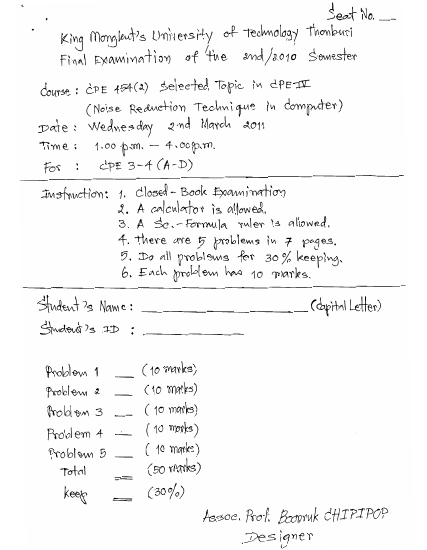 Seat No. __
King Mongkut's University of Technology Thonburi
Final Examination of the 2nd/2010 Semester
Course : CPE 454(2) Selected Topic in CPE-IV
(Noise Reduction Technique in computer)
Date : Wednesday 2nd March 2011
Time : 1.00 p.m. — 4.00 p.m.
For : CPE 3-4 (A-D)
Instruction: 1. Closed-Book Examination
2. A calculator is allowed.
3. A Sc.-Formula ruler is allowed.
4. There are 5 problems in 7 pages.
5. Do all problems for 30% keeping.
6. Each problem has 10 marks.
Student's Name: ____________ (Capital Letter)
Student's ID : ____________
Problem 1 __ (10 marks)
Problem 2 __ (10 marks)
Problem 3 __ (10 marks)
Problem 4 __ (10 marks)
Problem 5 __ (10 marks)
Total __ (50 marks)
Keep __ (30%)
Assoc. Prof. CHIPIPOP
Designer